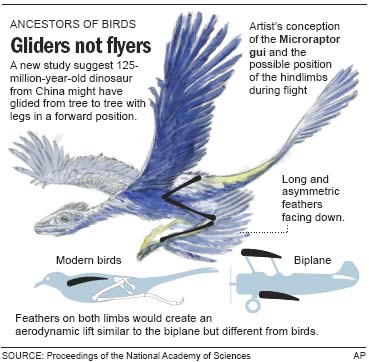 ANCESTORS OF BIRDS
Gliders not flyers
A new study suggest 125-
million-year-old dinosaur
from China might have
glided from tree to tree with
legs in a forward position.
Artist's conception
of the Microraptor
gui and the
possible position
of the hindlimbs
during flight
Long and
asymmetric
feathers
facing down.
Modern birds
Biplane
Feathers on both limbs would create an
aerodynamic lift similar to the biplane but different from birds.
SOURCE: Proceedings of the National Academy of Sciences
AP